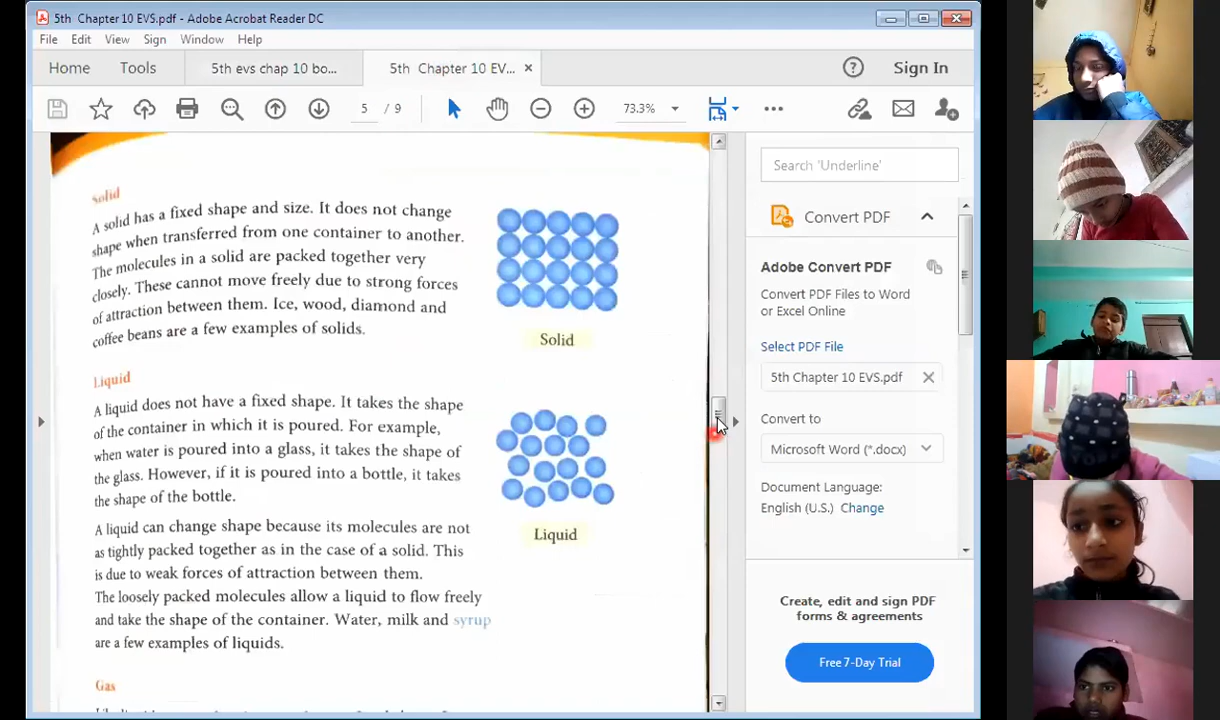 5th Chapter 10 EVS.pdf - Adobe Acrobat Reader DC
File Edit View Sign Window Help
Home Tools 5th evs chap 10 bo... 5th Chapter 10 EV... × Sign In
5 / 9 73.3%
Solid
A solid has a fixed shape and size. It does not change
shape when transferred from one container to another.
The molecules in a solid are packed together very
closely. These cannot move freely due to strong forces
of attraction between them. Ice, wood, diamond and
coffee beans are a few examples of solids.
Solid
Liquid
A liquid does not have a fixed shape. It takes the shape
of the container in which it is poured. For example,
when water is poured into a glass, it takes the shape of
the glass. However, if it is poured into a bottle, it takes
the shape of the bottle.
A liquid can change shape because its molecules are not
as tightly packed together as in the case of a solid. This
is due to weak forces of attraction between them.
The loosely packed molecules allow a liquid to flow freely
and take the shape of the container. Water, milk and syrup
are a few examples of liquids.
Liquid
Gas
Search 'Underline'
Convert PDF
Adobe Convert PDF
Convert PDF Files to Word
or Excel Online
Select PDF File
5th Chapter 10 EVS.pdf
Convert to
Microsoft Word (*.docx)
Document Language:
English (U.S.) Change
Create, edit and sign PDF
forms & agreements
Free 7-Day Trial